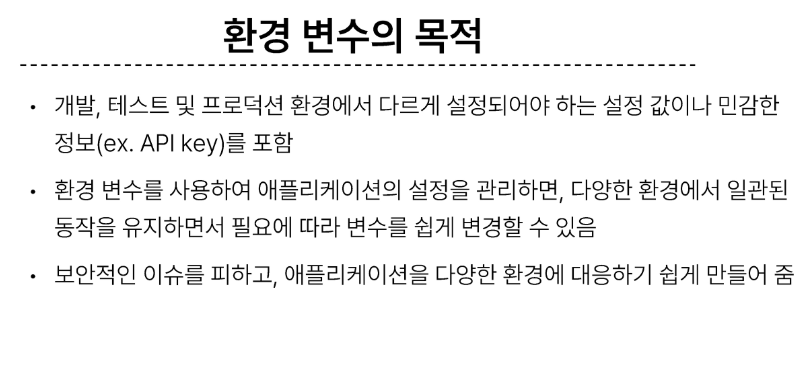 환경 변수의 목적
• 개발, 테스트 및 프로덕션 환경에서 다르게 설정되어야 하는 설정 값이나 민감한
정보(ex. API key)를 포함
• 환경 변수를 사용하여 애플리케이션의 설정을 관리하면, 다양한 환경에서 일관된
동작을 유지하면서 필요에 따라 변수를 쉽게 변경할 수 있음
• 보안적인 이슈를 피하고, 애플리케이션을 다양한 환경에 대응하기 쉽게 만들어 줌